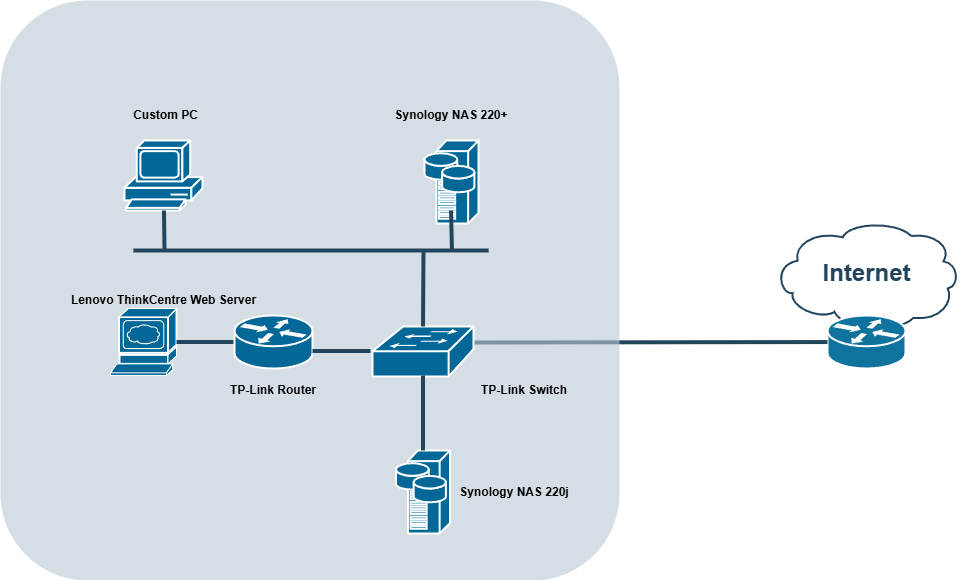 Custom PC
Synology NAS 220+
Internet
Lenovo ThinkCentre Web Server
TP-Link Router
TP-Link Switch
Synology NAS 220j